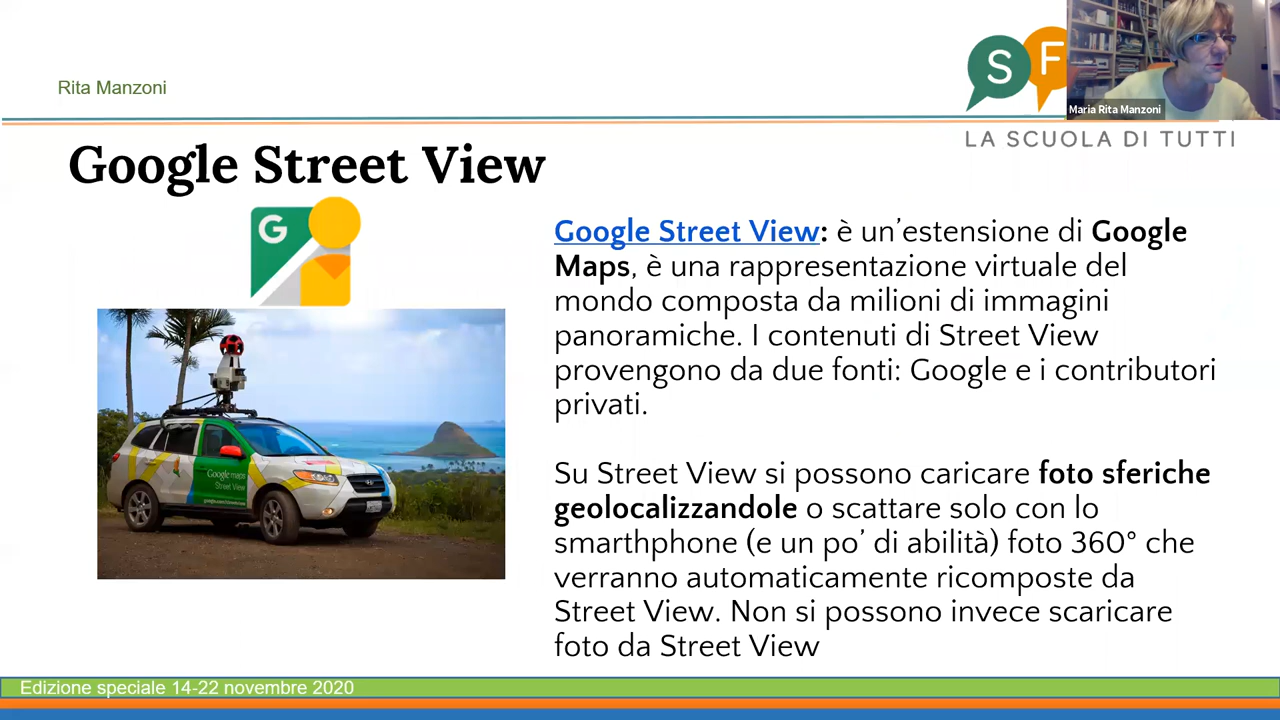 Rita Manzoni
S F
Maria Rita Manzoni
LA SCUOLA DI TUTTI
Google Street View
G
Google Street View: è un’estensione di Google
Maps, è una rappresentazione virtuale del
mondo composta da milioni di immagini
panoramiche. I contenuti di Street View
provengono da due fonti: Google e i contributori
privati.
Google maps
Street View
Su Street View si possono caricare foto sferiche
geolocalizzandole o scattare solo con lo
smarthphone (e un po’ di abilità) foto 360° che
verranno automaticamente ricomposte da
Street View. Non si possono invece scaricare
foto da Street View
Edizione speciale 14-22 novembre 2020